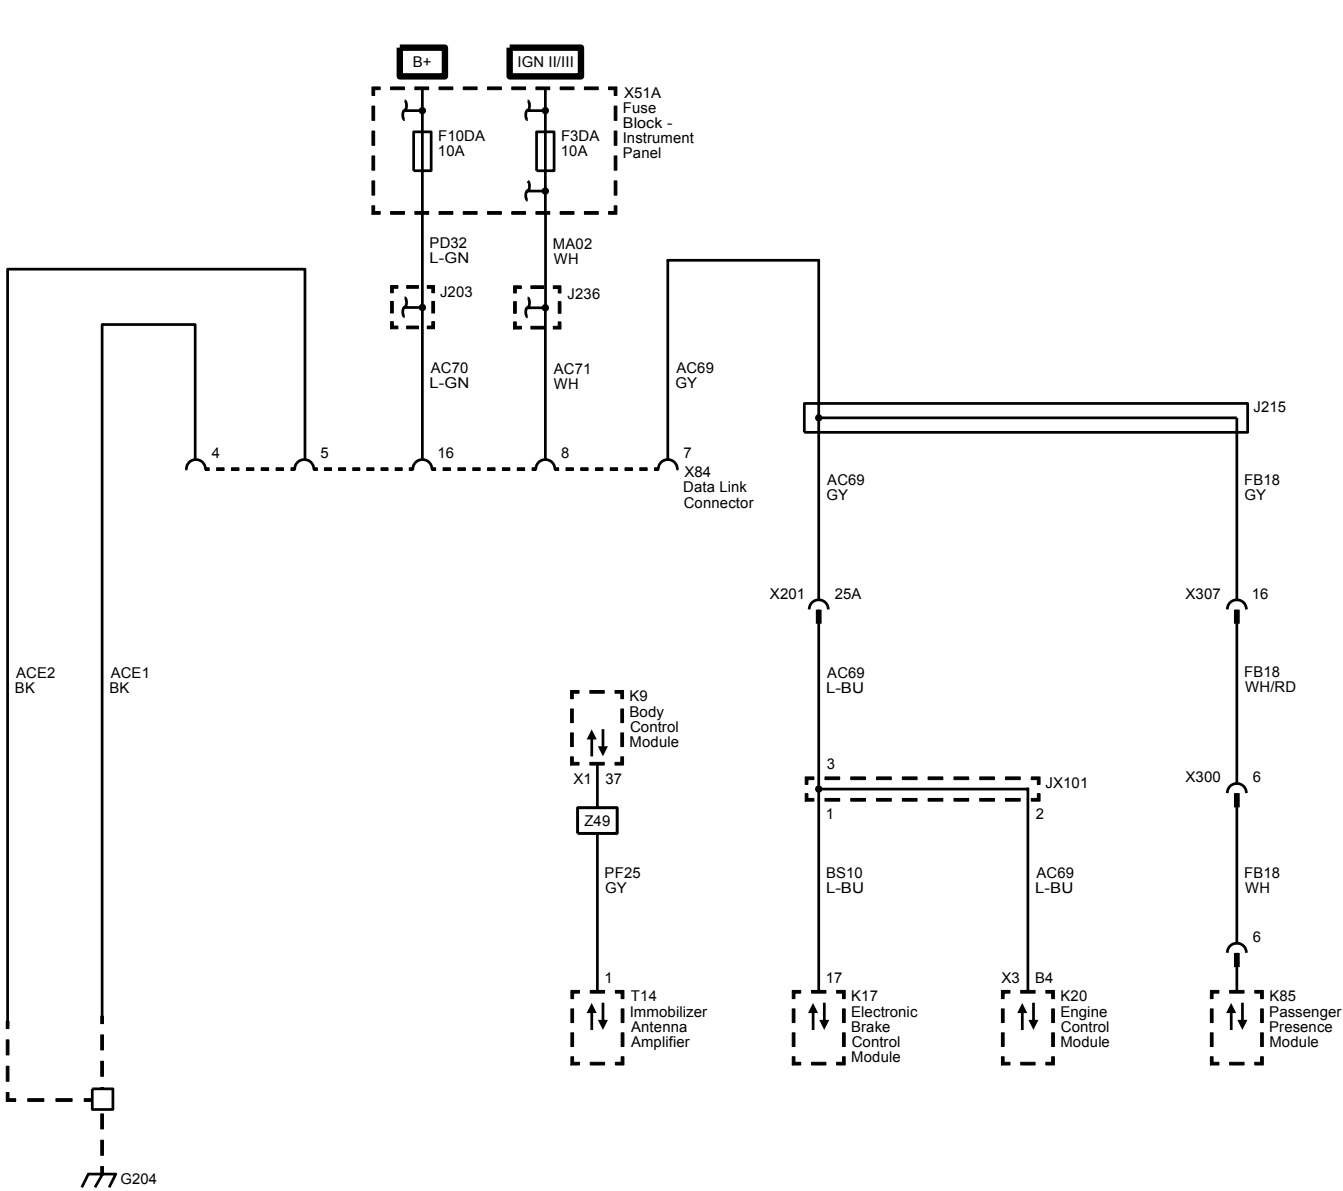 B+
IGN II/III
X51A
Fuse
Block -
Instrument
Panel
F10DA
10A
F3DA
10A
PD32
L-GN
MA02
WH
J203
J236
AC70
L-GN
AC71
WH
AC69
GY
J215
4
5
16
8
7
X84
Data Link
Connector
AC69
GY
FB18
GY
X201
25A
X307
16
ACE2
BK
ACE1
BK
AC69
L-BU
FB18
WH/RD
K9
Body
Control
Module
X1
37
Z49
3
JX101
1
2
X300
6
PF25
GY
BS10
L-BU
AC69
L-BU
FB18
WH
6
1
17
X3
B4
T14
Immobilizer
Antenna
Amplifier
K17
Electronic
Brake
Control
Module
K20
Engine
Control
Module
K85
Passenger
Presence
Module
G204